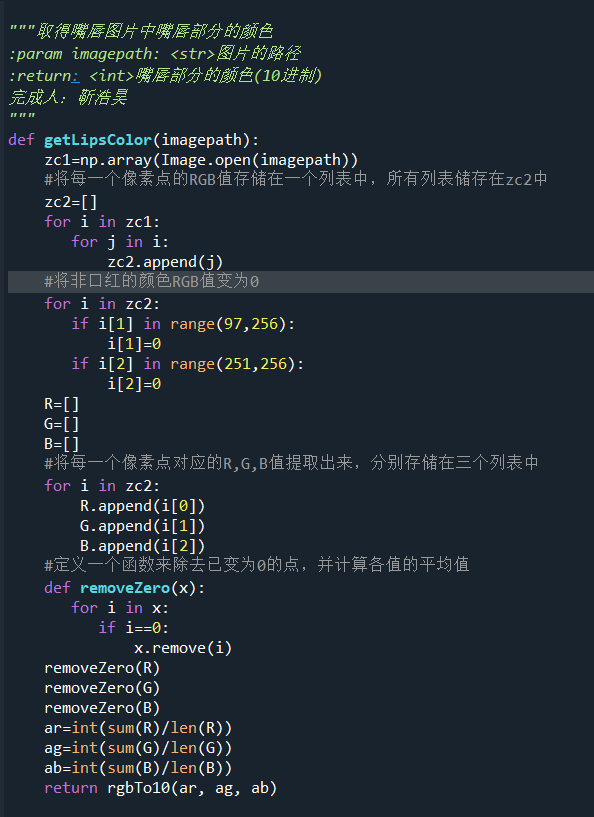 """取得嘴唇图片中嘴唇部分的颜色
:param imagepath: <str>图片的路径
:return: <int>嘴唇部分的颜色(10进制)
完成人: 靳浩昊
"""
def getLipsColor(imagepath):
    zc1=np.array(Image.open(imagepath))
    #将每一个像素点的RGB值存储在一个列表中，所有列表储存在zc2中
    zc2=[]
    for i in zc1:
       for j in i:
           zc2.append(j)
    #将非口红的颜色RGB值变为0
    for i in zc2:
       if i[1] in range(97,256):
           i[1]=0
       if i[2] in range(251,256):
           i[2]=0
    R=[]
    G=[]
    B=[]
    #将每一个像素点对应的R,G,B值提取出来，分别存储在三个列表中
    for i in zc2:
        R.append(i[0])
        G.append(i[1])
        B.append(i[2])
    #定义一个函数来除去已变为0的点，并计算各值的平均值
    def removeZero(x):
       for i in x:
          if i==0:
              x.remove(i)
    removeZero(R)
    removeZero(G)
    removeZero(B)
    ar=int(sum(R)/len(R))
    ag=int(sum(G)/len(G))
    ab=int(sum(B)/len(B))
    return rgbTo10(ar, ag, ab)